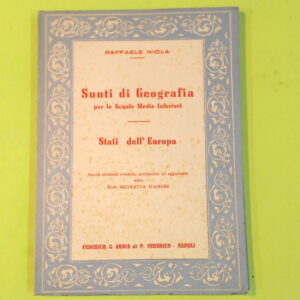 RAFFAELE NIOLA
Sunti di Geografia
per le Scuole Medie Inferiori
Stati dell'Europa
Nuova edizione riveduta, accresciuta ed aggiornata
dalla
Dott. NICOLETTA D'AMORE
FEDERICO & ARDIA di P. FEDERICO - NAPOLI